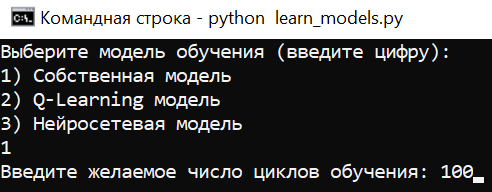 Командная строка - python learn_models.py
Выберите модель обучения (введите цифру):
1) Собственная модель
2) Q-Learning модель
3) Нейросетевая модель
1
Введите желаемое число циклов обучения: 100